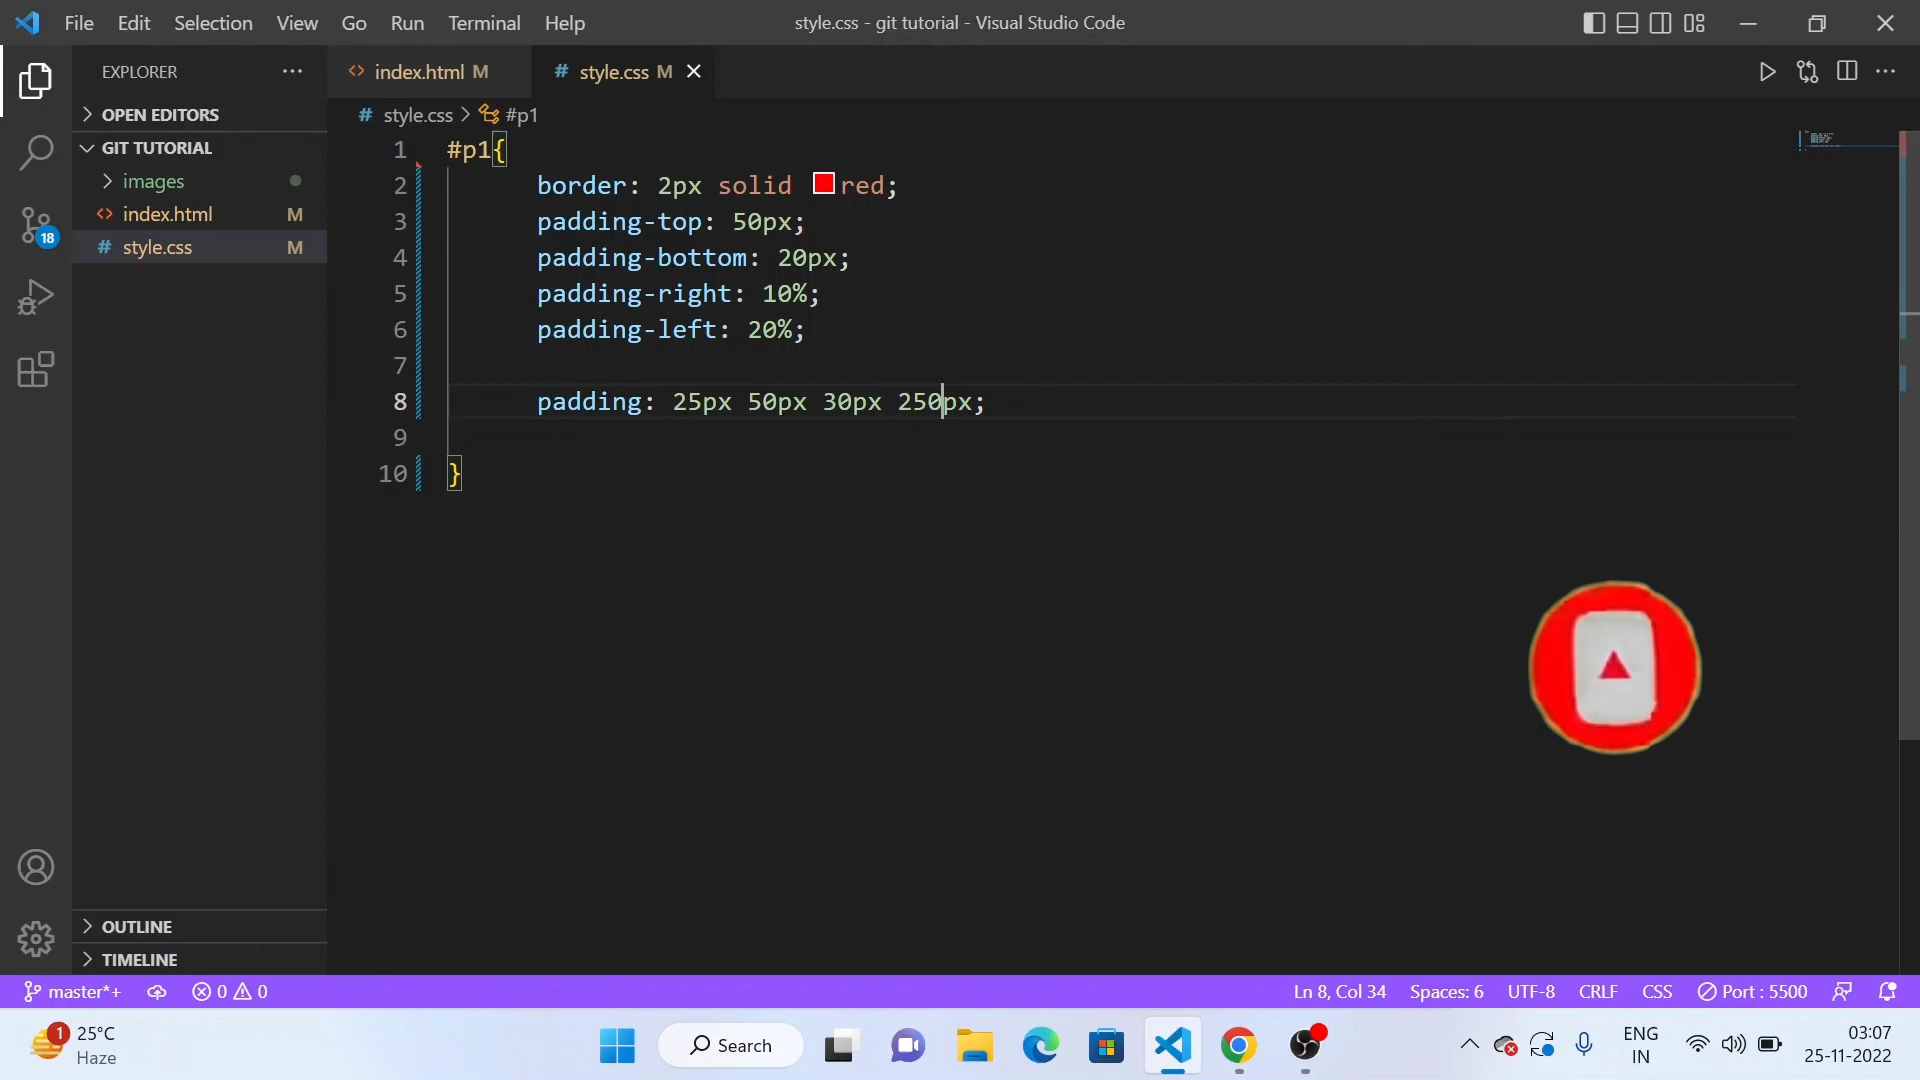 File Edit Selection View Go Run Terminal Help style.css - git tutorial - Visual Studio Code
EXPLORER ··· <> index.html M # style.css M
OPEN EDITORS
GIT TUTORIAL
images
<> index.html M
# style.css M
18
OUTLINE
TIMELINE
# style.css > #p1
1 #p1{
2 border: 2px solid red;
3 padding-top: 50px;
4 padding-bottom: 20px;
5 padding-right: 10%;
6 padding-left: 20%;
7
8 padding: 25px 50px 30px 250px;
9
10 }
master*+ 0 0 Ln 8, Col 34 Spaces: 6 UTF-8 CRLF CSS Port : 5500
1 25°C Search ENG 03:07
Haze IN 25-11-2022